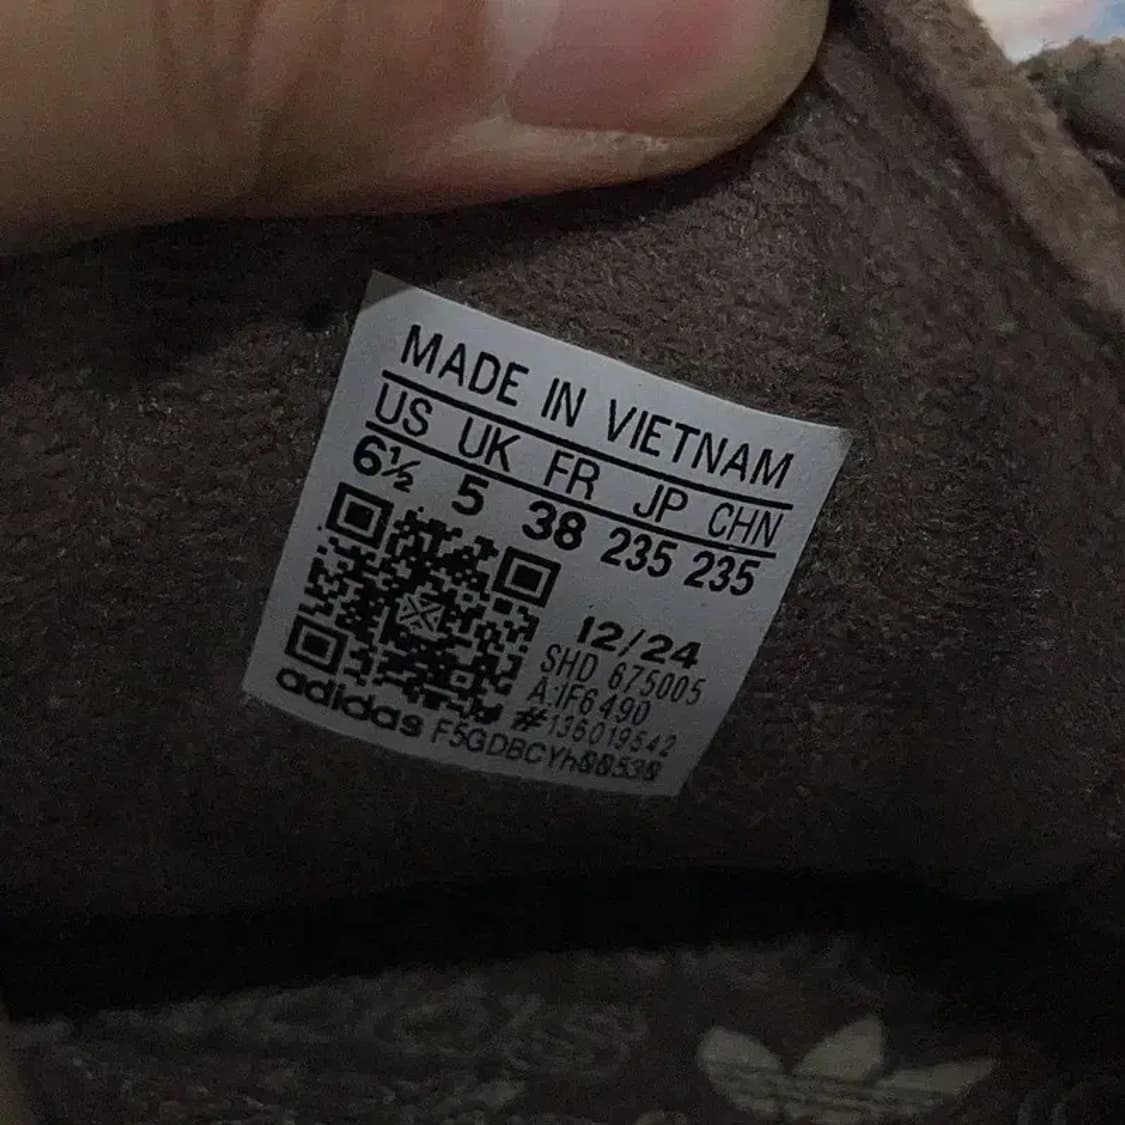 MADE IN VIETNAM
US UK FR JP CHN
6½ 5 38 235 235
12/24
SHD 675005
A:IF6490
#136019542
adidas F5GDBCYh00530